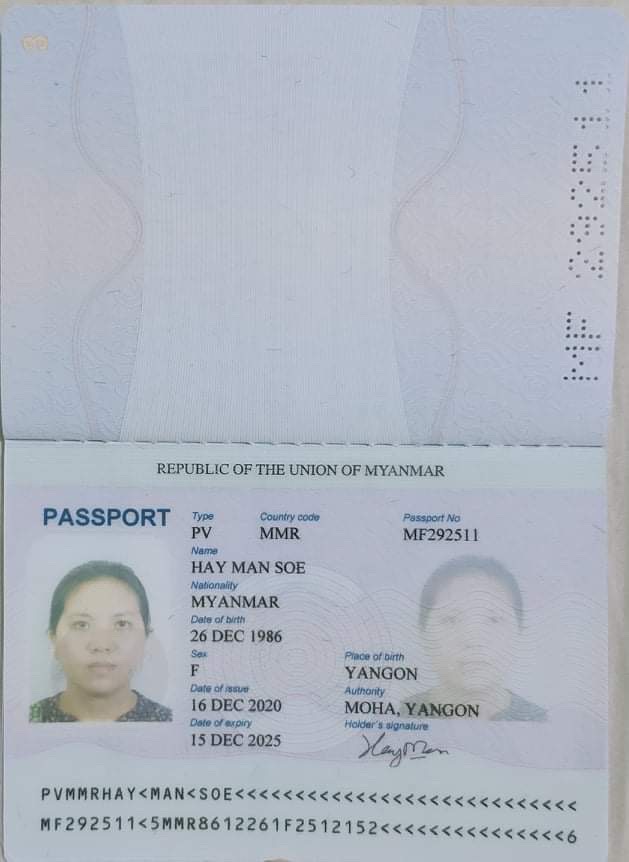 MF 292511
REPUBLIC OF THE UNION OF MYANMAR
PASSPORT
Type Country code Passport No
PV MMR MF292511
Name
HAY MAN SOE
Nationality
MYANMAR
Date of birth
26 DEC 1986
Sex Place of birth
F YANGON
Date of issue Authority
16 DEC 2020 MOHA, YANGON
Date of expiry Holder's signature
15 DEC 2025 HayMan
PVMMRHAY<MAN<SOE<<<<<<<<<<<<<<<<<<<<<<<<<<<<
MF292511<5MMR8612261F2512152<<<<<<<<<<<<<<<6